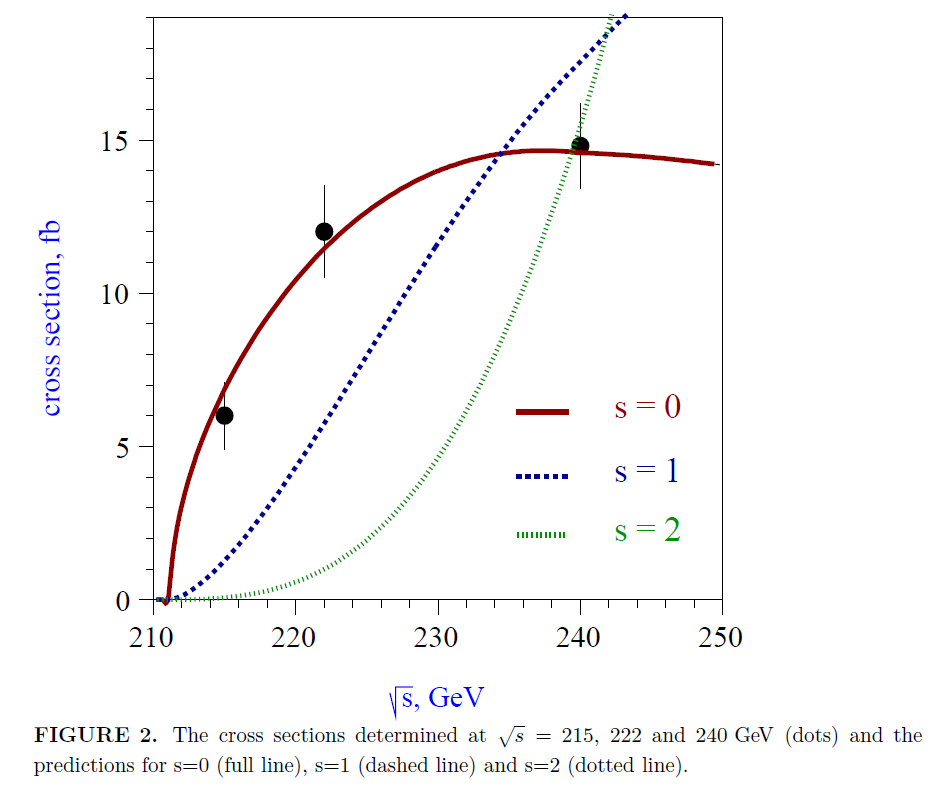 15
10
5
0
cross section, fb
s = 0
s = 1
s = 2
210 220 230 240 250
√s, GeV
FIGURE 2. The cross sections determined at √s = 215, 222 and 240 GeV (dots) and the
predictions for s=0 (full line), s=1 (dashed line) and s=2 (dotted line).